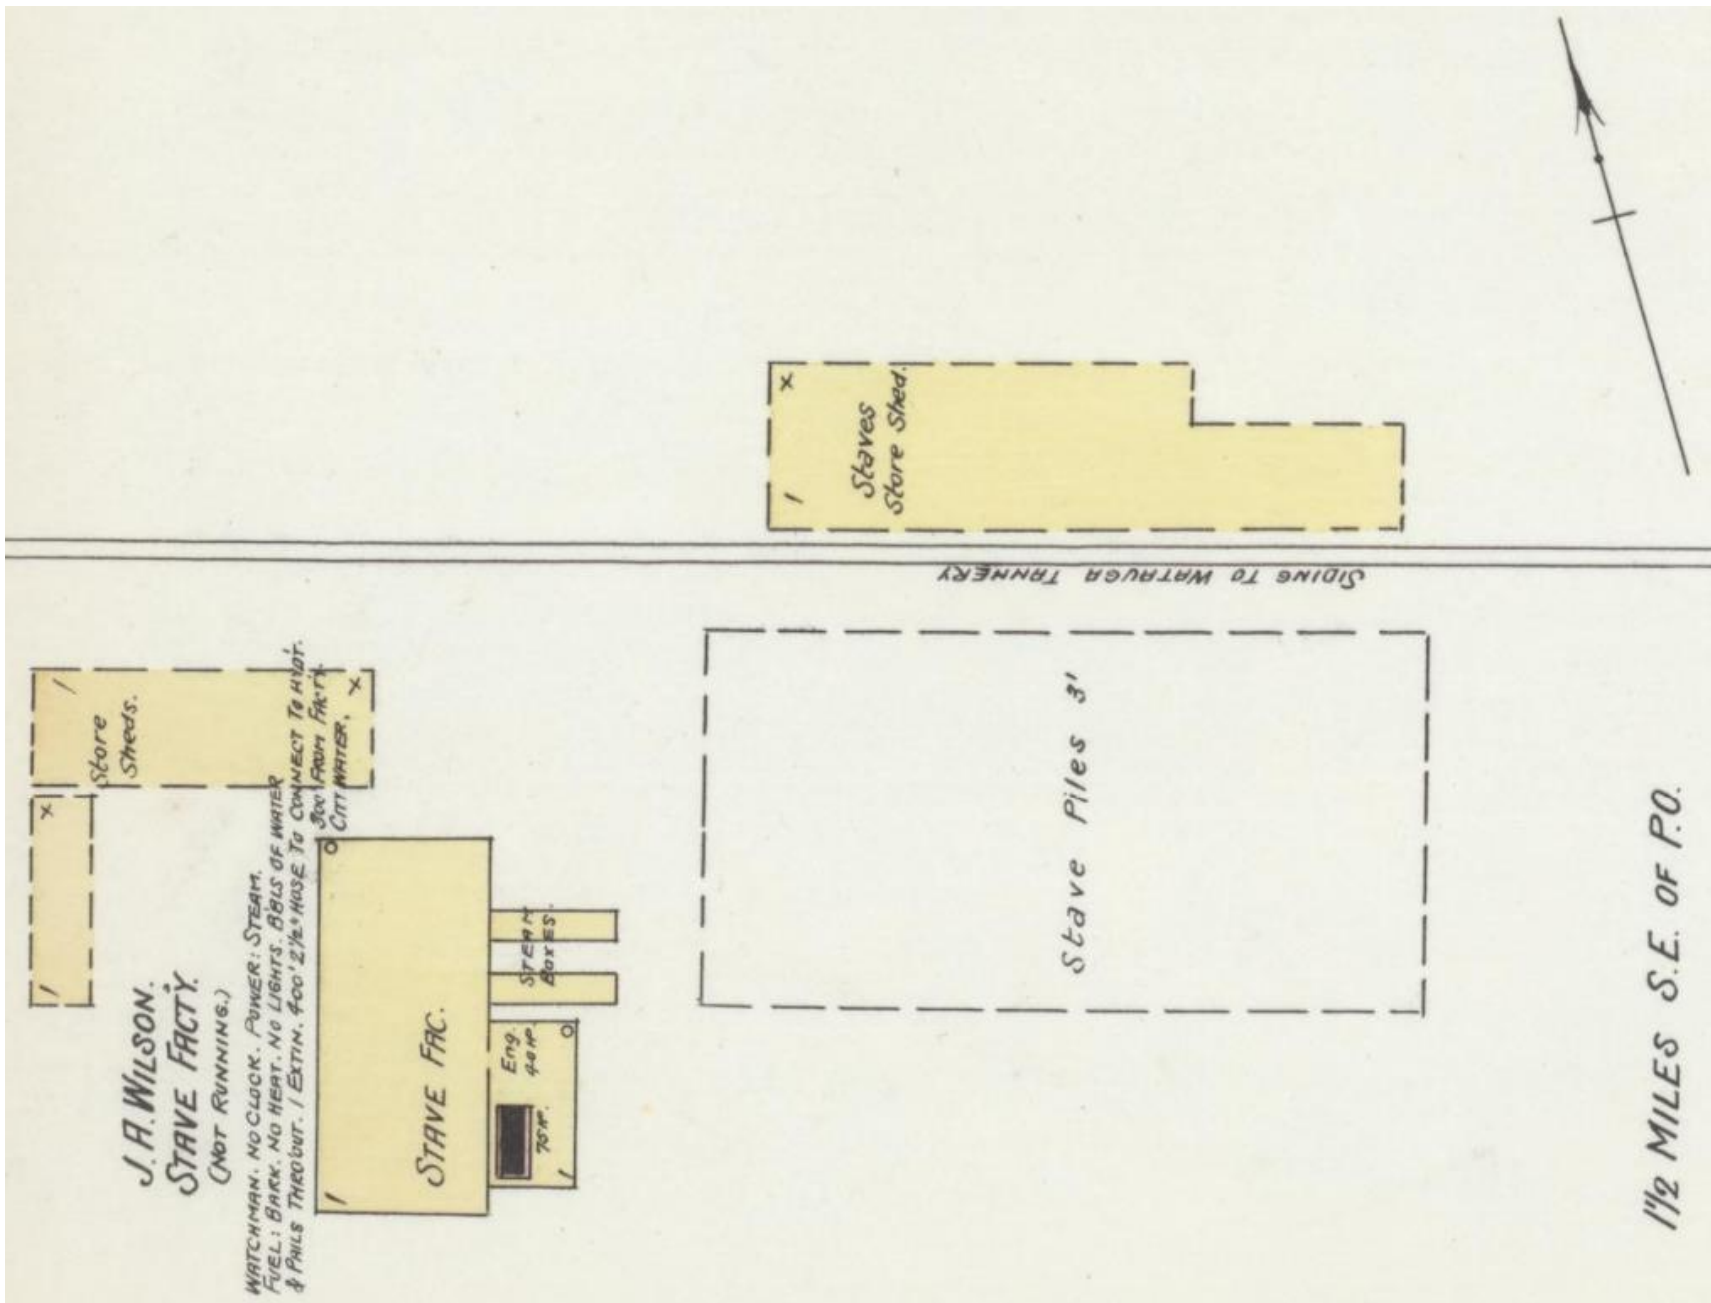 J. A. WILSON.
STAVE FACT'Y.
(NOT RUNNING.)
WATCHMAN. NO CLOCK. POWER: STEAM.
FUEL: BARK. NO HEAT. NO LIGHTS. BBLS OF WATER
& PAILS THRO'OUT. 1 EXTIN. 400' 2½" HOSE TO CONNECT TO HYD'T.
300' FROM FACT'Y.
CITY WATER.
Store
Sheds.
/
x
/
x
STAVE FAC.
/
STEAM
BOXES.
Eng.
40 HP.
75 HP.
/
Staves
Store Shed.
/
x
SIDING TO WATAUGA TANNERY
Stave Piles 3'
1 1/2 MILES S.E. OF P.O.